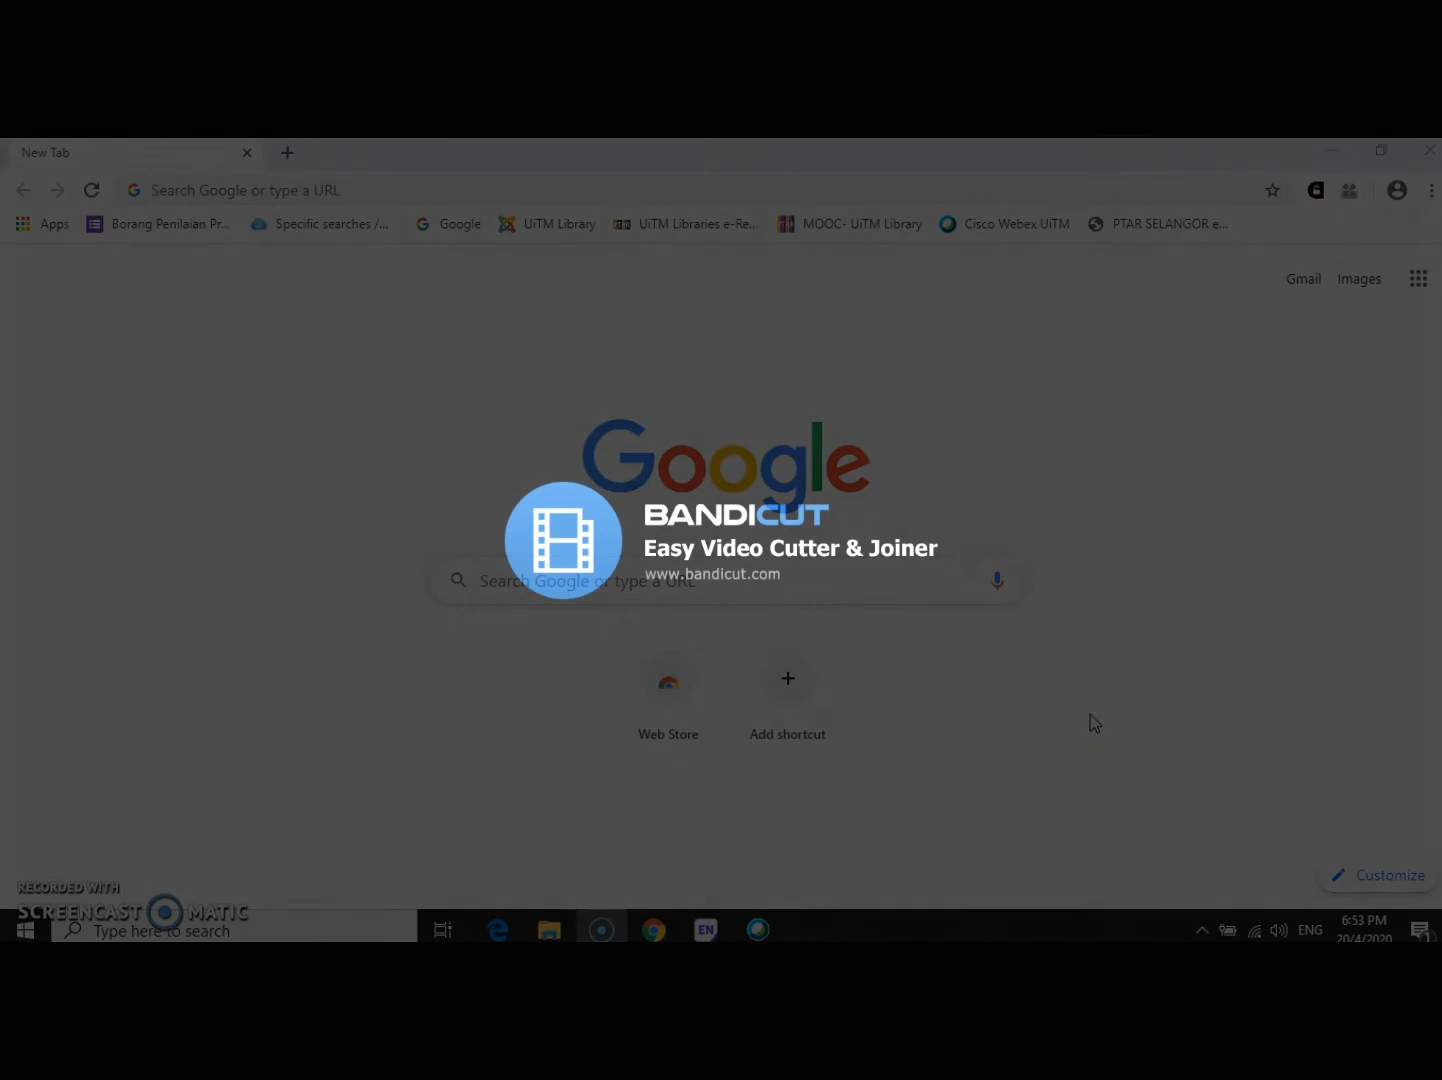 New Tab
Search Google or type a URL
Apps Borang Penilaian Pr... Specific searches /... Google UiTM Library UiTM Libraries e-Re... MOOC- UiTM Library Cisco Webex UiTM PTAR SELANGOR e...
Gmail Images
Google
BANDICUT
Easy Video Cutter & Joiner
www.bandicut.com
Search Google or type a URL
Web Store Add shortcut
Customize
RECORDED WITH
SCREENCAST MATIC
Type here to search
EN
ENG
6:53 PM
20/4/2020
1